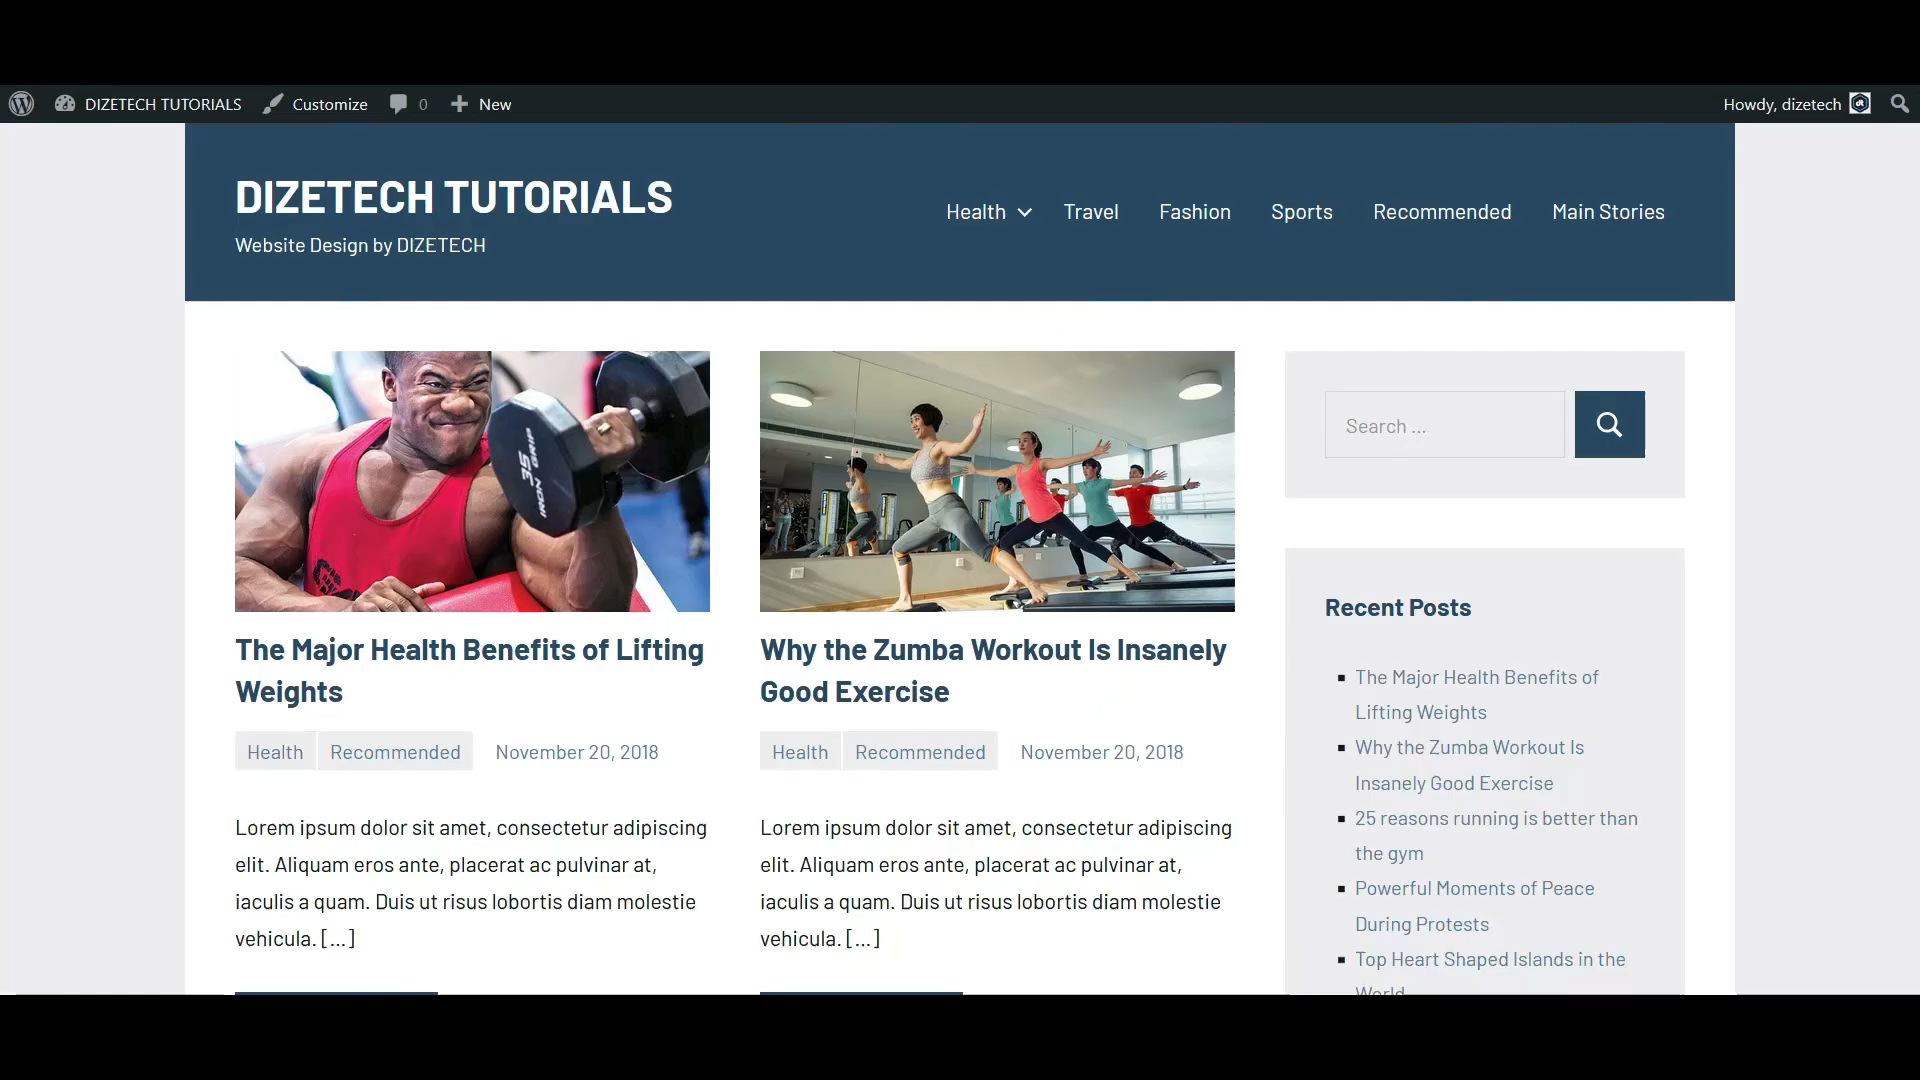 DIZETECH TUTORIALS Customize 0 New Howdy, dizetech
DIZETECH TUTORIALS
Website Design by DIZETECH
Health Travel Fashion Sports Recommended Main Stories
35
IRON GRIP
The Major Health Benefits of Lifting
Weights
Health Recommended November 20, 2018
Lorem ipsum dolor sit amet, consectetur adipiscing
elit. Aliquam eros ante, placerat ac pulvinar at,
iaculis a quam. Duis ut risus lobortis diam molestie
vehicula. [...]
Why the Zumba Workout Is Insanely
Good Exercise
Health Recommended November 20, 2018
Lorem ipsum dolor sit amet, consectetur adipiscing
elit. Aliquam eros ante, placerat ac pulvinar at,
iaculis a quam. Duis ut risus lobortis diam molestie
vehicula. [...]
Search ...
Recent Posts
The Major Health Benefits of
Lifting Weights
Why the Zumba Workout Is
Insanely Good Exercise
25 reasons running is better than
the gym
Powerful Moments of Peace
During Protests
Top Heart Shaped Islands in the
World